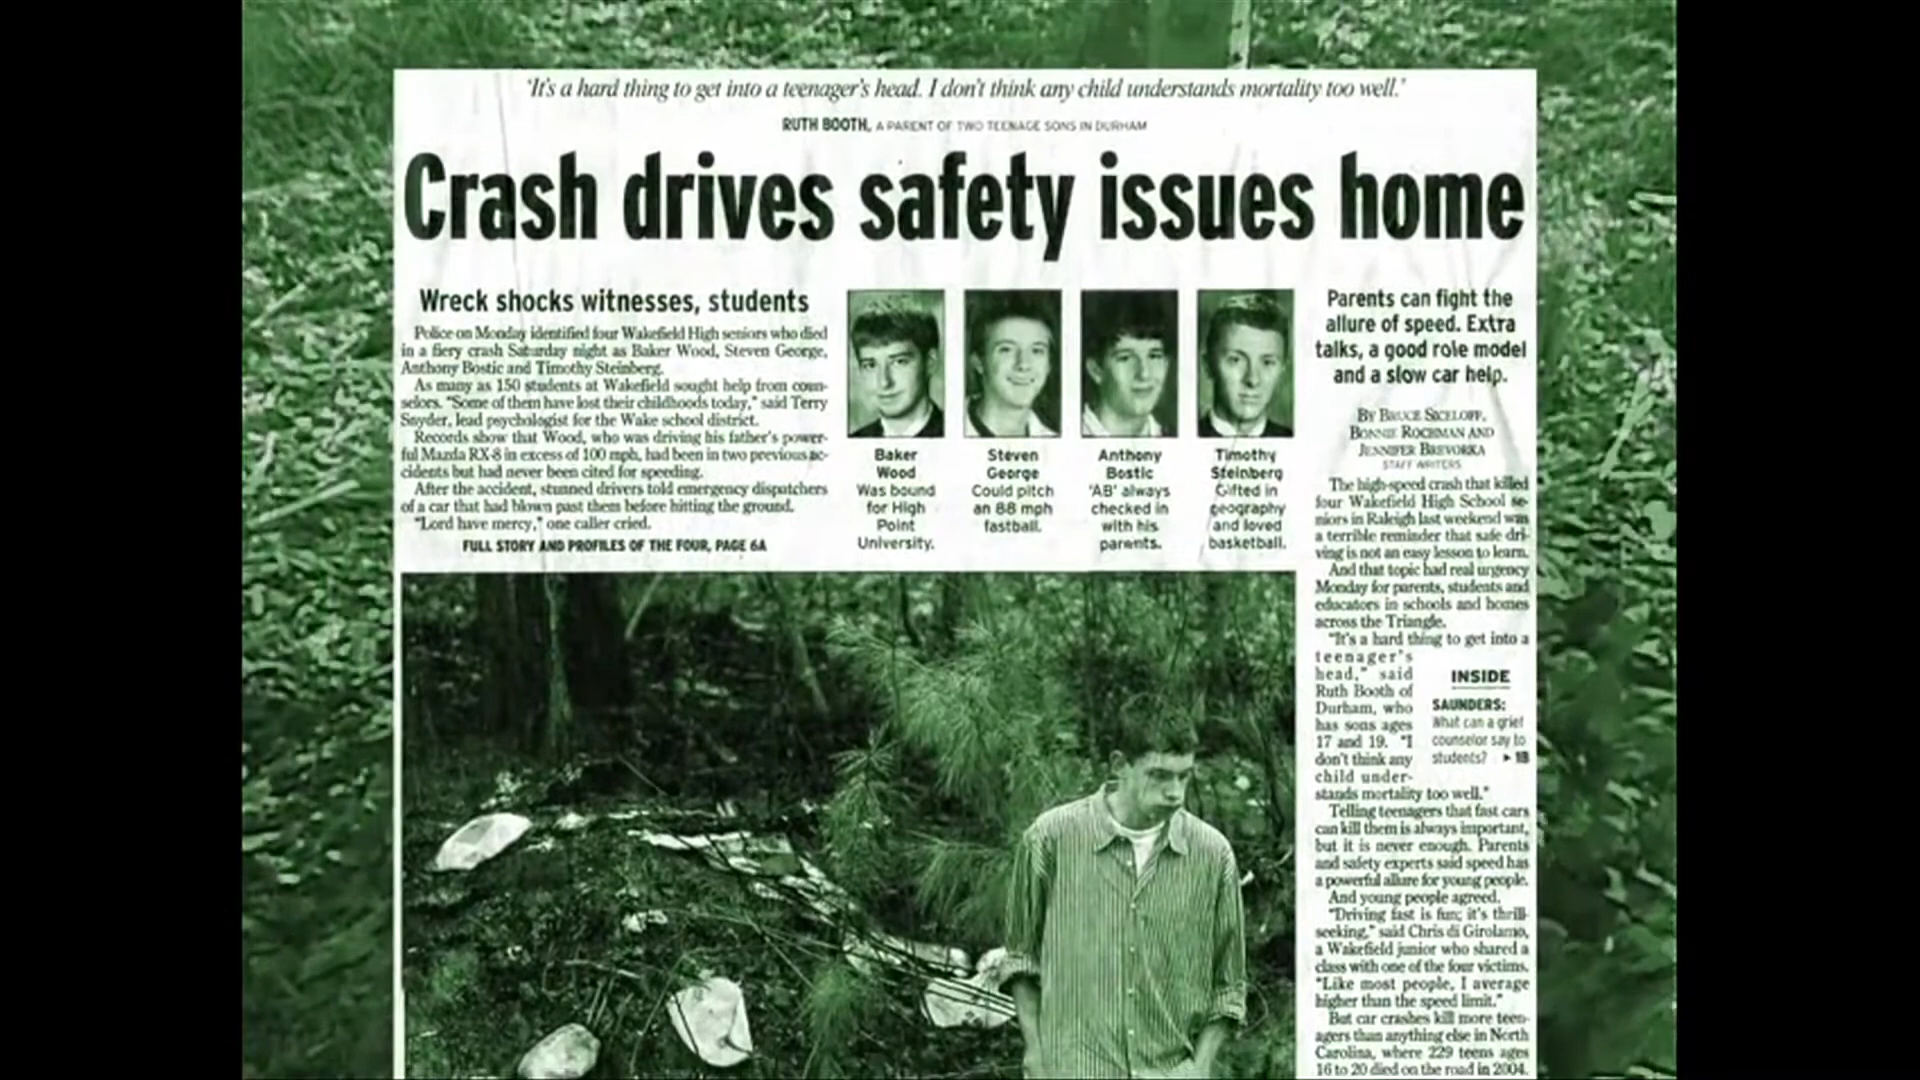 'It's a hard thing to get into a teenager's head. I don't think any child understands mortality too well.'
RUTH BOOTH, A PARENT OF TWO TEENAGE SONS IN DURHAM
Crash drives safety issues home
Wreck shocks witnesses, students
Police on Monday identified four Wakefield High seniors who died
in a fiery crash Saturday night as Baker Wood, Steven George,
Anthony Bostic and Timothy Steinberg.
As many as 150 students at Wakefield sought help from coun-
selors. "Some of them have lost their childhoods today," said Terry
Snyder, lead psychologist for the Wake school district.
Records show that Wood, who was driving his father's power-
ful Mazda RX-8 in excess of 100 mph, had been in two previous ac-
cidents but had never been cited for speeding.
After the accident, stunned drivers told emergency dispatchers
of a car that had blown past them before hitting the ground.
"Lord have mercy," one caller cried.
FULL STORY AND PROFILES OF THE FOUR, PAGE 6A
Baker
Wood
Was bound
for High
Point
University.
Steven
George
Could pitch
an 88 mph
fastball.
Anthony
Bostic
'AB' always
checked in
with his
parents.
Timothy
Steinberg
Gifted in
geography
and loved
basketball.
Parents can fight the
allure of speed. Extra
talks, a good role model
and a slow car help.
BY BRUCE SICELOFF,
BONNIE ROCHMAN AND
JENNIFER BREVORKA
STAFF WRITERS
The high-speed crash that killed
four Wakefield High School se-
niors in Raleigh last weekend was
a terrible reminder that safe dri-
ving is not an easy lesson to learn.
And that topic had real urgency
Monday for parents, students and
educators in schools and homes
across the Triangle.
"It's a hard thing to get into a
teenager's
head," said
Ruth Booth of
Durham, who
has sons ages
17 and 19. "I
don't think any
child under-
stands mortality too well."
INSIDE
SAUNDERS:
What can a grief
counselor say to
students? ▸ 1B
Telling teenagers that fast cars
can kill them is always important,
but it is never enough. Parents
and safety experts said speed has
a powerful allure for young people.
And young people agreed.
"Driving fast is fun; it's thrill-
seeking," said Chris di Girolamo,
a Wakefield junior who shared a
class with one of the four victims.
"Like most people, I average
higher than the speed limit."
But car crashes kill more teen-
agers than anything else in North
Carolina, where 229 teens ages
16 to 20 died on the road in 2004.